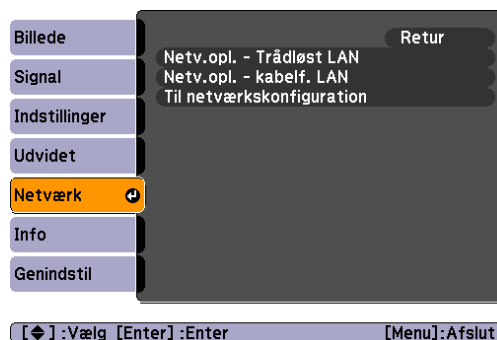 Billede
Signal
Indstillinger
Udvidet
Netværk
Info
Genindstil
Retur
Netv.opl. - Trådløst LAN
Netv.opl. - kabelf. LAN
Til netværkskonfiguration
[◆] :Vælg [Enter] :Enter [Menu]:Afslut